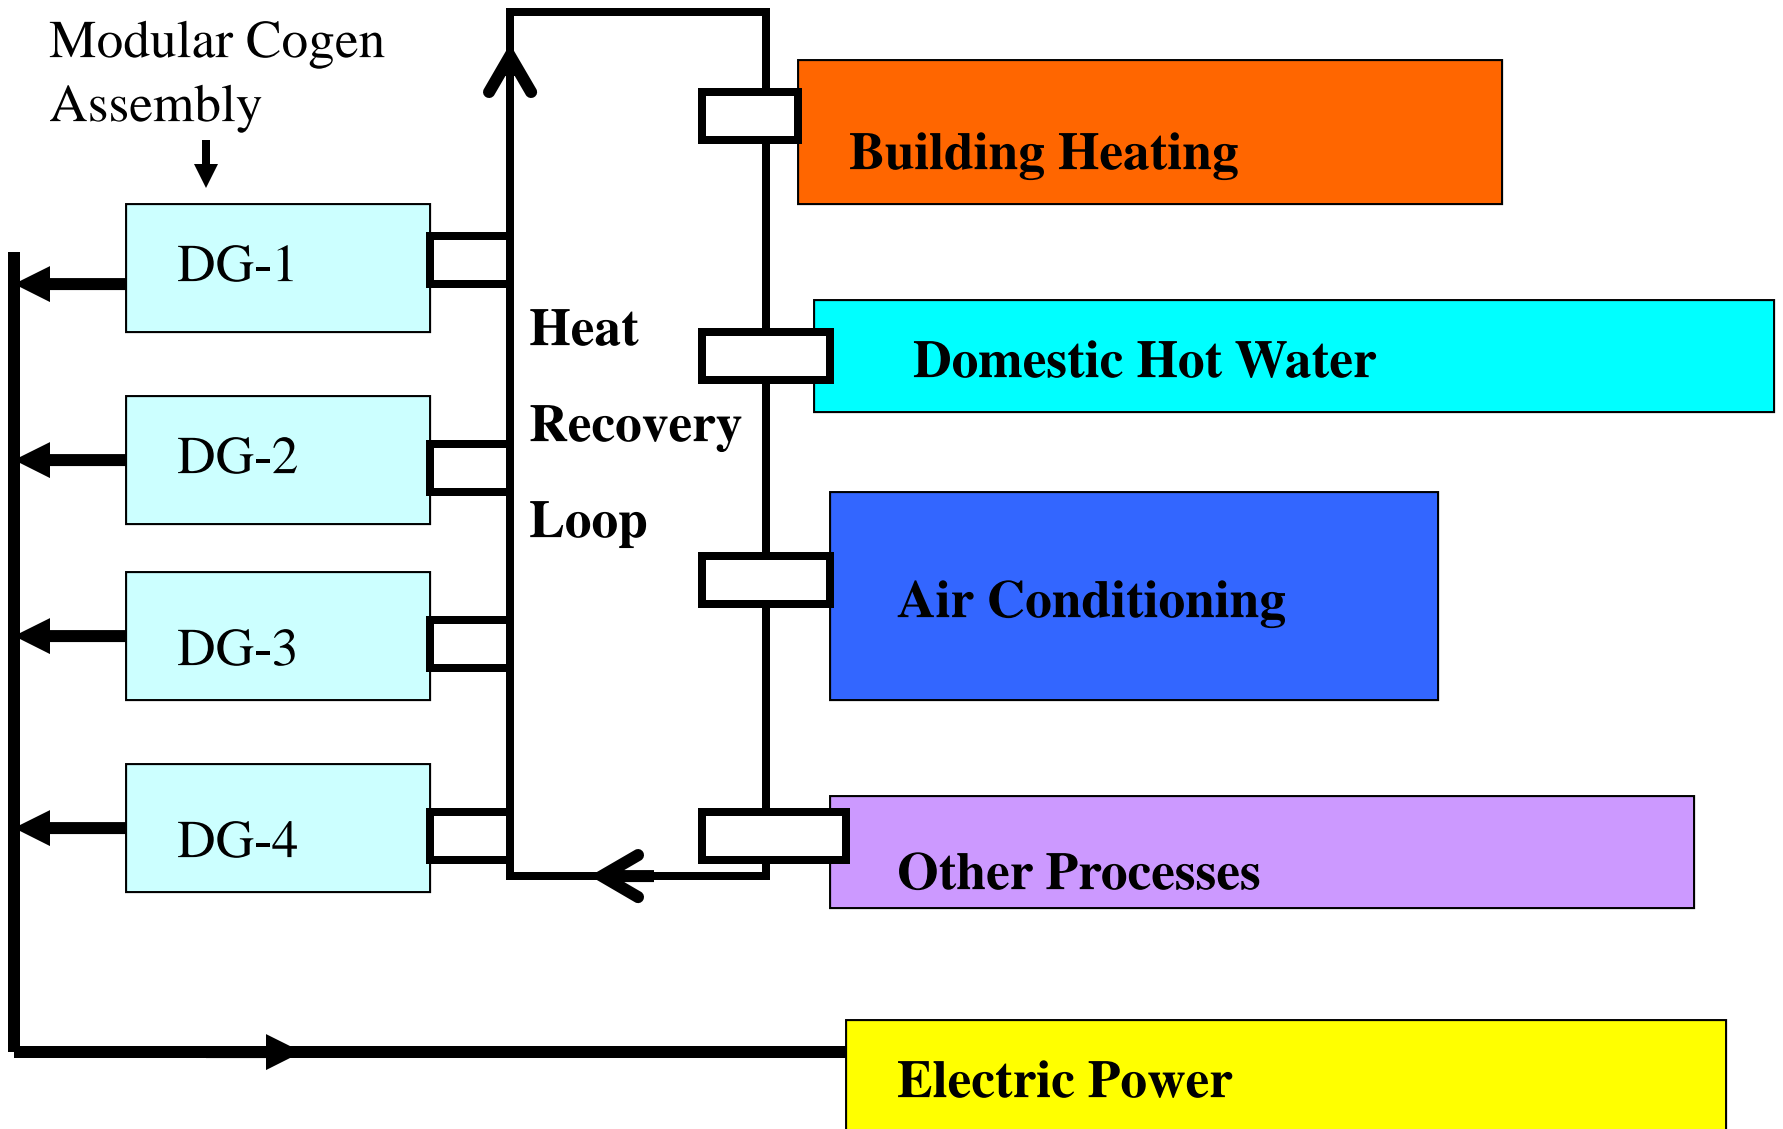 Modular Cogen
Assembly
DG-1
DG-2
DG-3
DG-4
Heat
Recovery
Loop
Building Heating
Domestic Hot Water
Air Conditioning
Other Processes
Electric Power